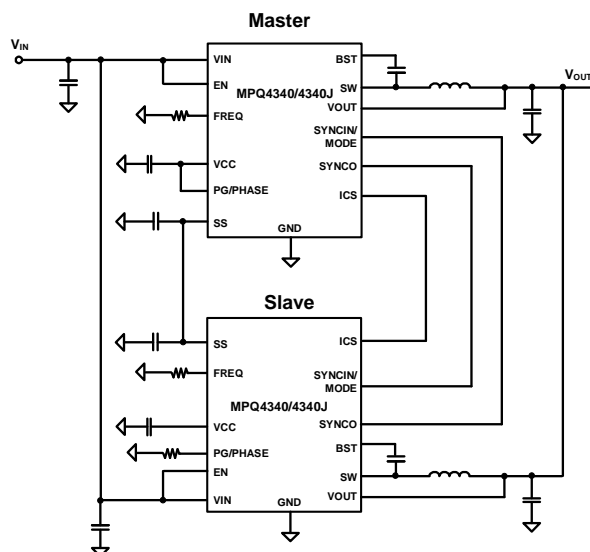 Master
VIN
VIN
BST
EN
MPQ4340/4340J
SW
VOUT
VOUT
FREQ
SYNCIN/
MODE
VCC
SYNCO
PG/PHASE
ICS
SS
GND
Slave
SS
ICS
FREQ
SYNCIN/
MODE
MPQ4340/4340J
VCC
SYNCO
PG/PHASE
BST
EN
SW
VIN
GND
VOUT